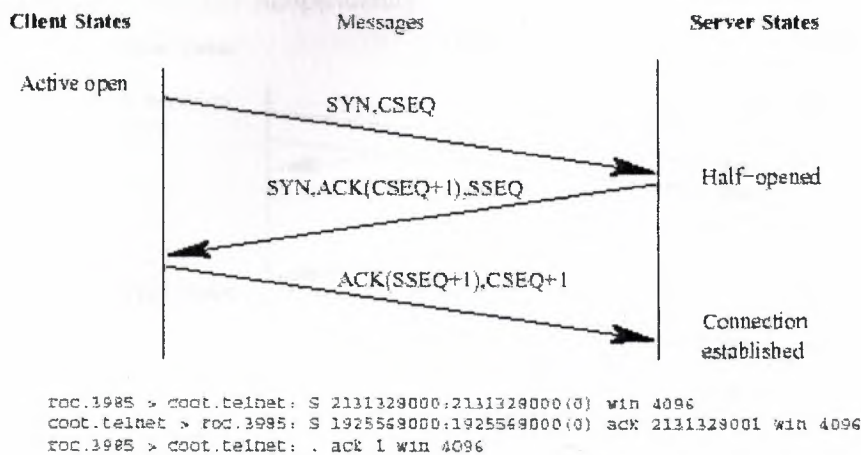 Client States Messages Server States
Active open
SYN,CSEQ
Half-opened
SYN,ACK(CSEQ+1),SSEQ
ACK(SSEQ+1),CSEQ+1
Connection
established
roc.3985 > coot.telnet: S 2131328000:2131328000(0) win 4096
coot.telnet > roc.3985: S 1925568000:1925568000(0) ack 2131328001 win 4096
roc.3985 > coot.telnet: . ack 1 win 4096